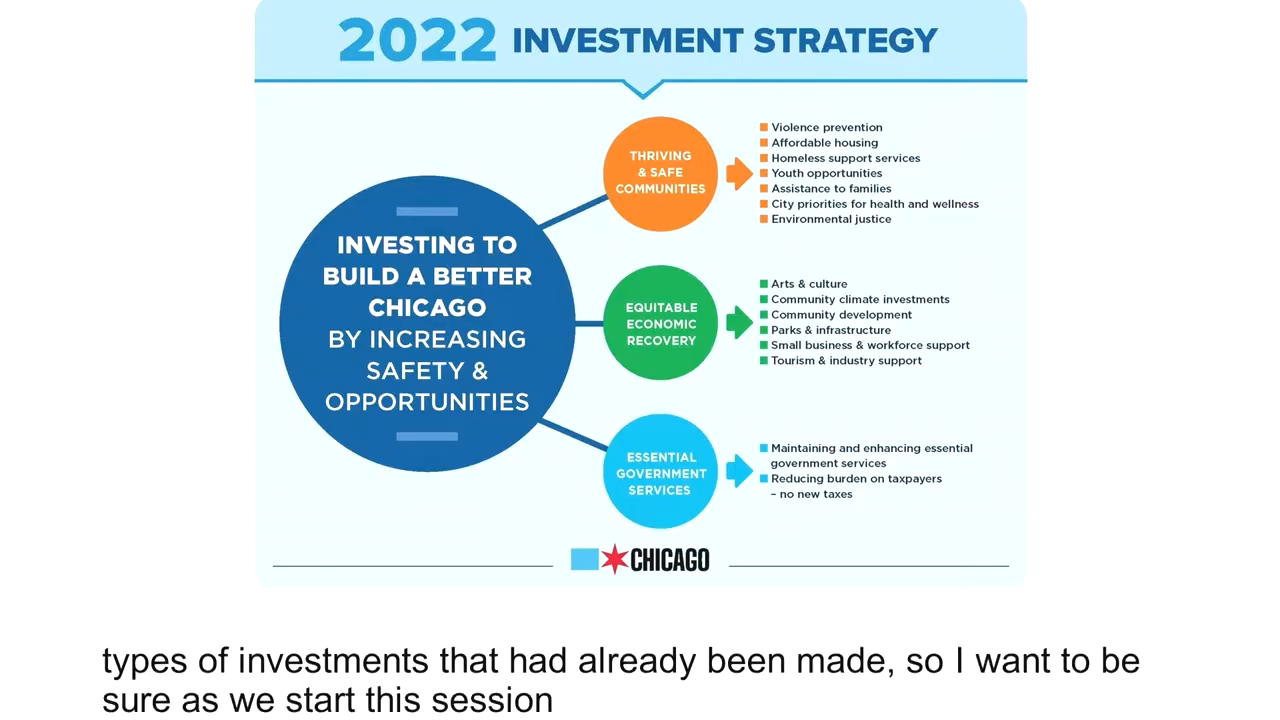 2022 INVESTMENT STRATEGY
INVESTING TO
BUILD A BETTER
CHICAGO
BY INCREASING
SAFETY &
OPPORTUNITIES
THRIVING
& SAFE
COMMUNITIES
Violence prevention
Affordable housing
Homeless support services
Youth opportunities
Assistance to families
City priorities for health and wellness
Environmental justice
EQUITABLE
ECONOMIC
RECOVERY
Arts & culture
Community climate investments
Community development
Parks & infrastructure
Small business & workforce support
Tourism & industry support
ESSENTIAL
GOVERNMENT
SERVICES
Maintaining and enhancing essential
government services
Reducing burden on taxpayers
– no new taxes
CHICAGO
types of investments that had already been made, so I want to be
sure as we start this session